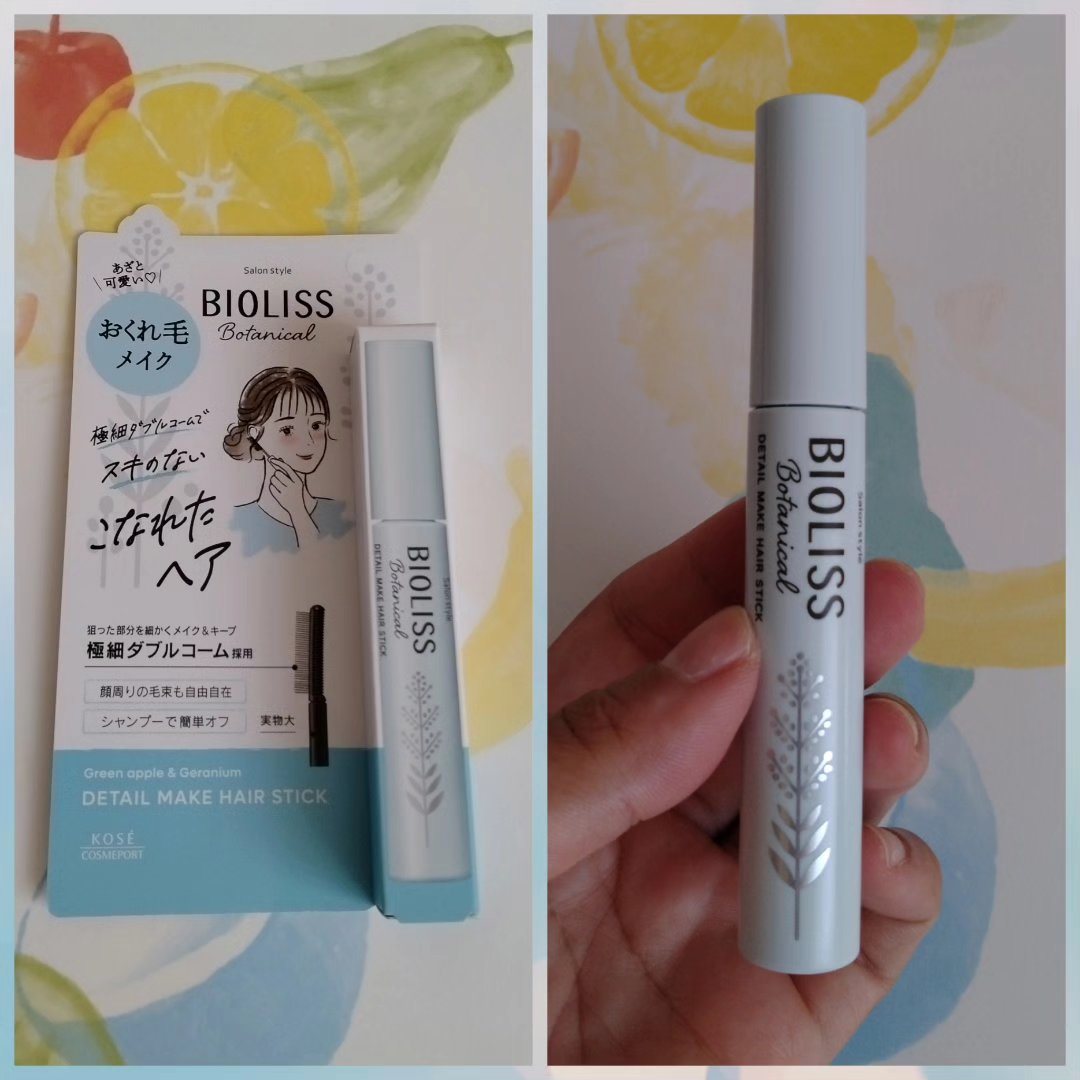 あざと
可愛い♡
おくれ毛
メイク
Salon style
BIOLISS
Botanical
極細ダブルコームで
スキのない
こなれた
ヘア
狙った部分を細かくメイク&キープ
極細ダブルコーム採用
顔周りの毛束も自由自在
シャンプーで簡単オフ
実物大
Green apple & Geranium
DETAIL MAKE HAIR STICK
KOSÉ
COSMEPORT
Salon style
BIOLISS
Botanical
DETAIL MAKE HAIR STICK
Salon style
BIOLISS
Botanical
DETAIL MAKE HAIR STICK